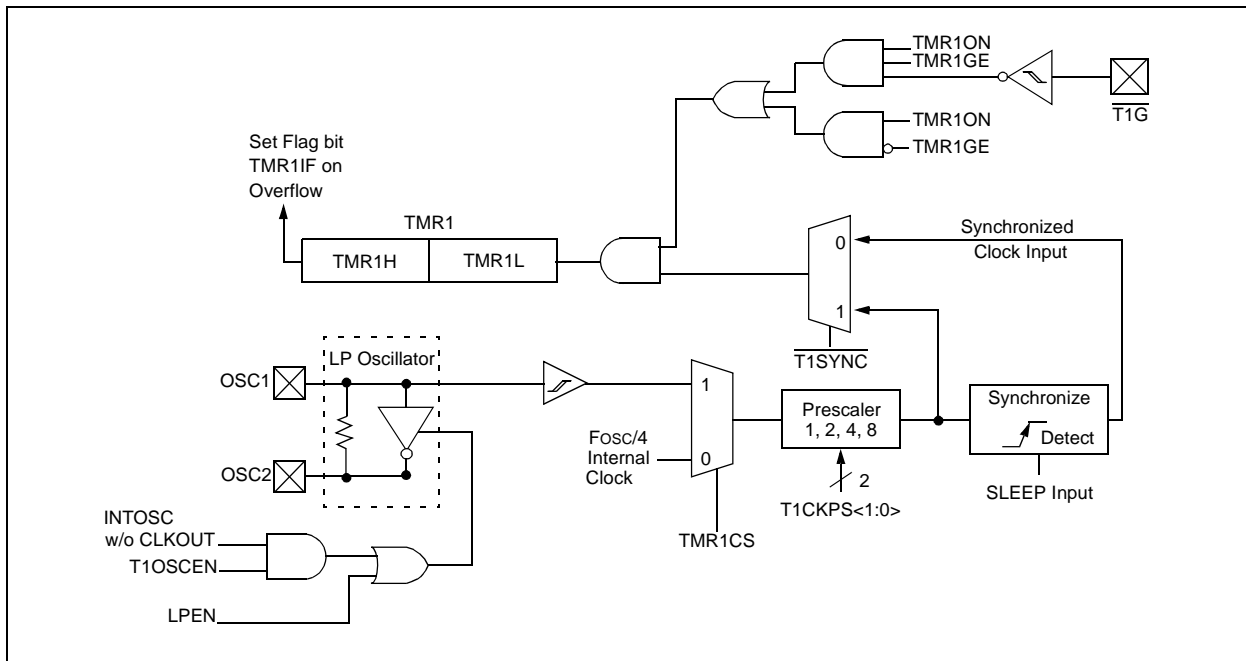 TMR1ON
TMR1GE
T1G
TMR1ON
TMR1GE
Set Flag bit
TMR1IF on
Overflow
TMR1
TMR1H
TMR1L
0
1
T1SYNC
Synchronized
Clock Input
LP Oscillator
OSC1
OSC2
1
0
FOSC/4
Internal
Clock
TMR1CS
Prescaler
1, 2, 4, 8
2
T1CKPS<1:0>
Synchronize
Detect
SLEEP Input
INTOSC
w/o CLKOUT
T1OSCEN
LPEN